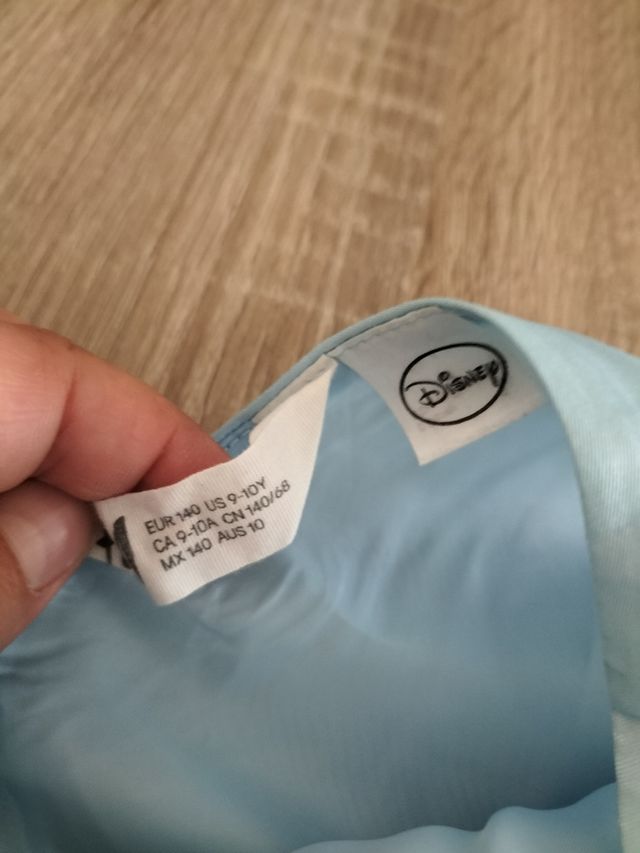 EUR 140 US 9-10Y
CA 9-10A CN 140/68
MX 140 AUS 10
DISNEY